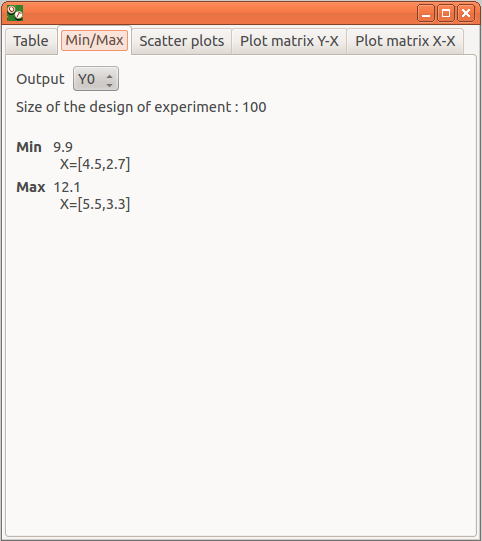 Table Min/Max Scatter plots Plot matrix Y-X Plot matrix X-X
Output Y0
Size of the design of experiment : 100
Min 9.9
X=[4.5,2.7]
Max 12.1
X=[5.5,3.3]